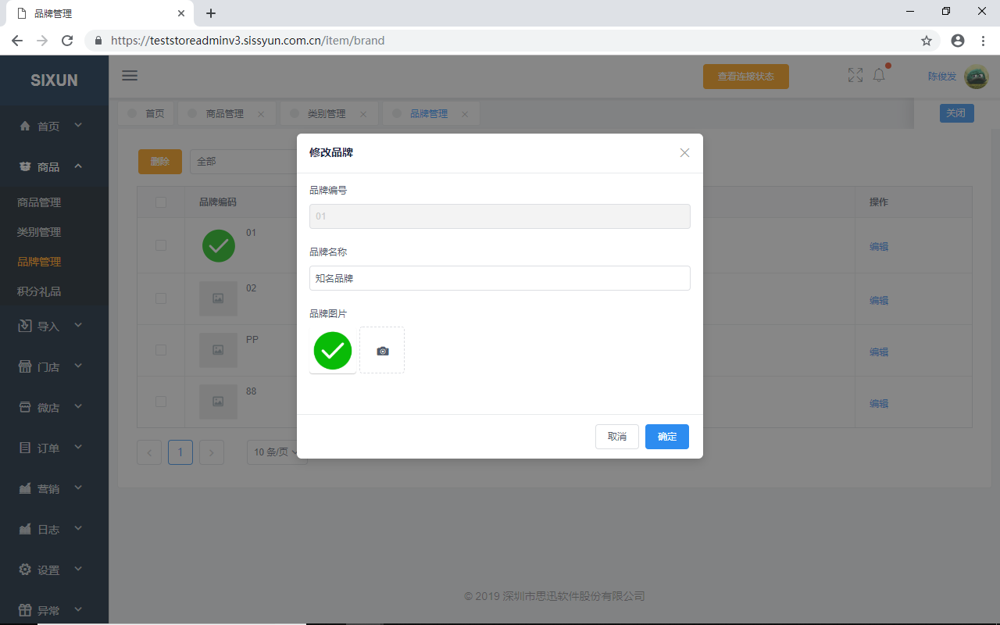 品牌管理
https://teststoreadminv3.sissyun.com.cn/item/brand
SIXUN
查看连接状态
陈俊发
首页
商品管理
类别管理
品牌管理
关闭
首页
商品
商品管理
类别管理
品牌管理
积分礼品
导入
门店
微店
订单
营销
日志
设置
异常
删除
全部
品牌编码
操作
01
编辑
02
编辑
PP
编辑
88
编辑
1
10 条/页
修改品牌
品牌编号
01
品牌名称
知名品牌
品牌图片
取消
确定
© 2019 深圳市思迅软件股份有限公司